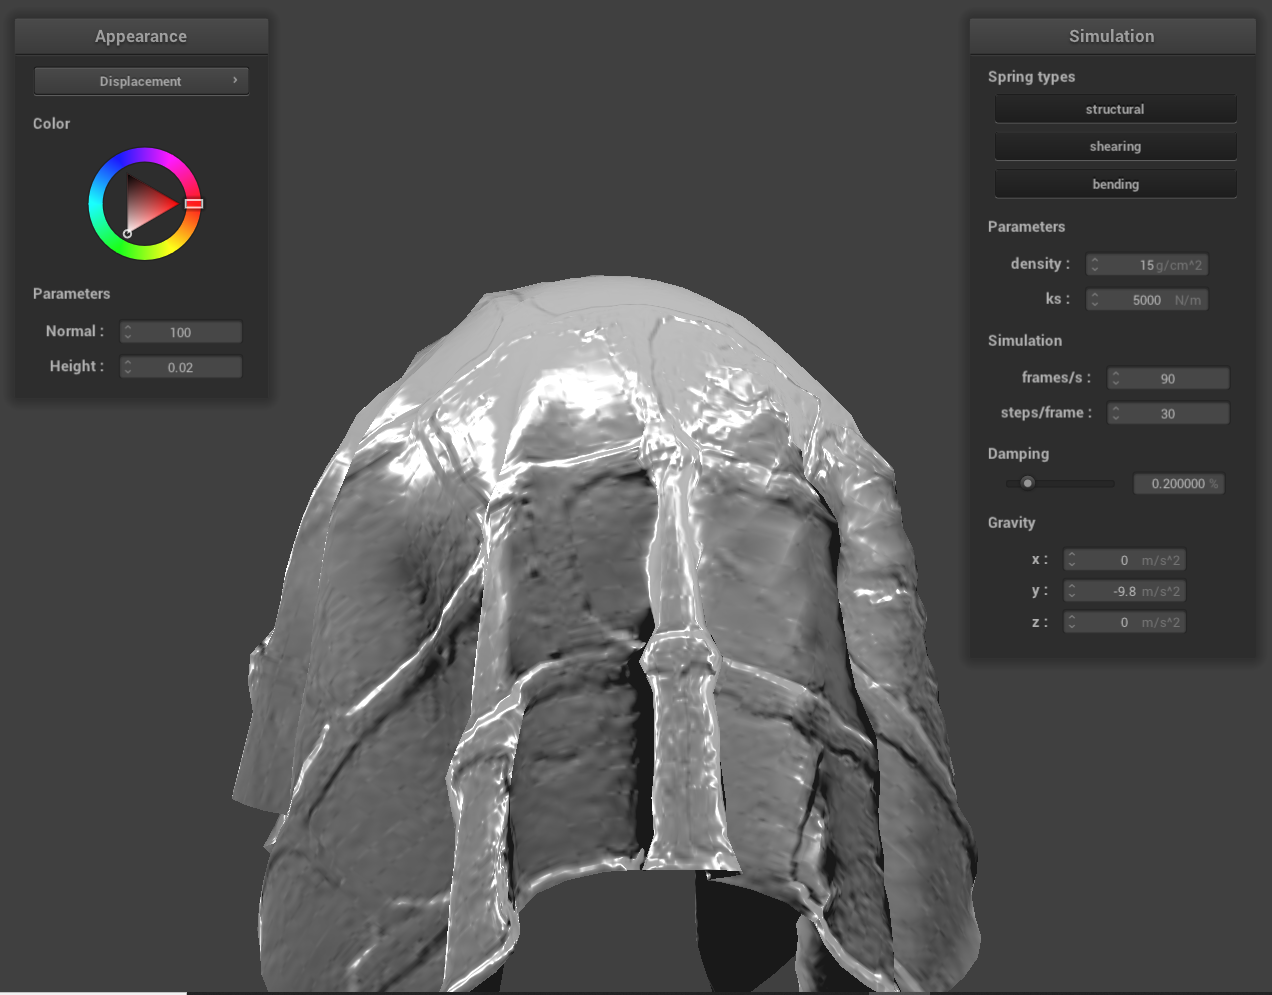 Appearance
Displacement ›
Color
Parameters
Normal : 100
Height : 0.02
Simulation
Spring types
structural
shearing
bending
Parameters
density : 15 g/cm^2
ks : 5000 N/m
Simulation
frames/s : 90
steps/frame : 30
Damping
0.200000 %
Gravity
x : 0 m/s^2
y : -9.8 m/s^2
z : 0 m/s^2